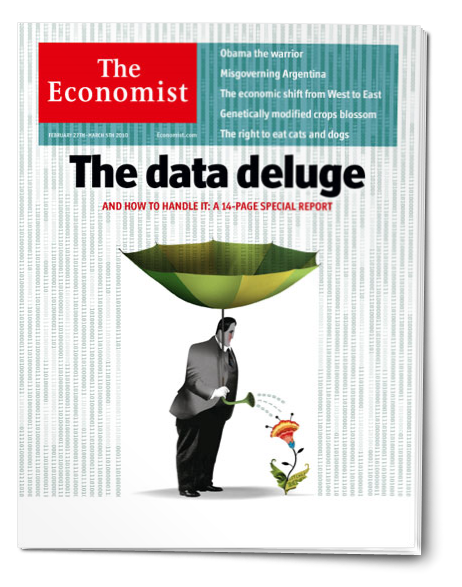 The
Economist
FEBRUARY 27TH–MARCH 5TH 2010
Economist.com
Obama the warrior
Misgoverning Argentina
The economic shift from West to East
Genetically modified crops blossom
The right to eat cats and dogs
The data deluge
AND HOW TO HANDLE IT: A 14-PAGE SPECIAL REPORT